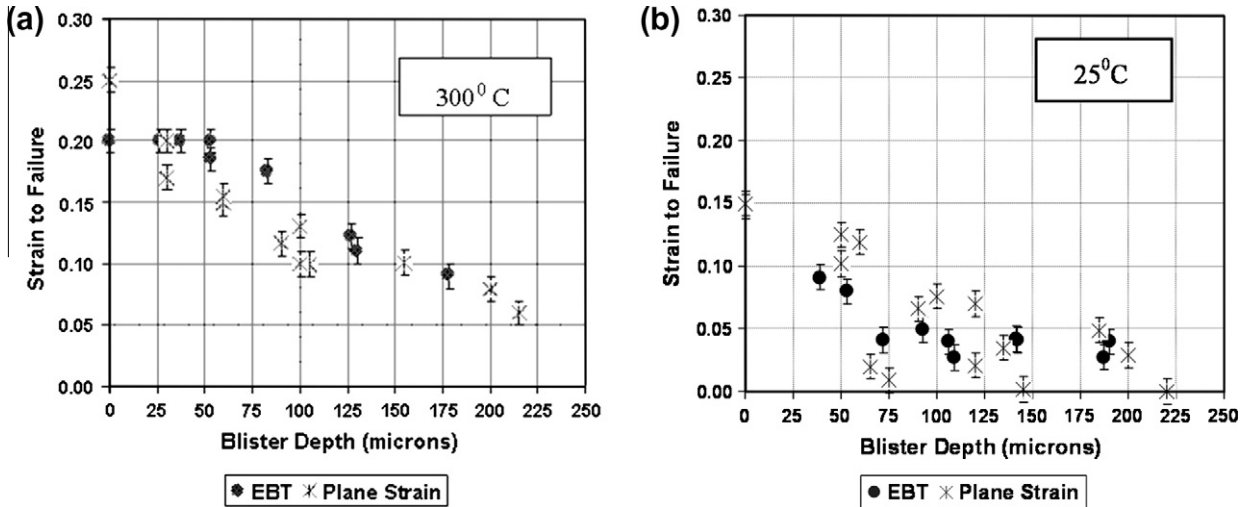 (a)
0.30
0.25
0.20
0.15
0.10
0.05
0.00
Strain to Failure
300⁰ C
0 25 50 75 100 125 150 175 200 225 250
Blister Depth (microns)
EBT Plane Strain
(b)
0.30
0.25
0.20
0.15
0.10
0.05
0.00
Strain to Failure
25⁰C
0 25 50 75 100 125 150 175 200 225 250
Blister Depth (microns)
EBT Plane Strain